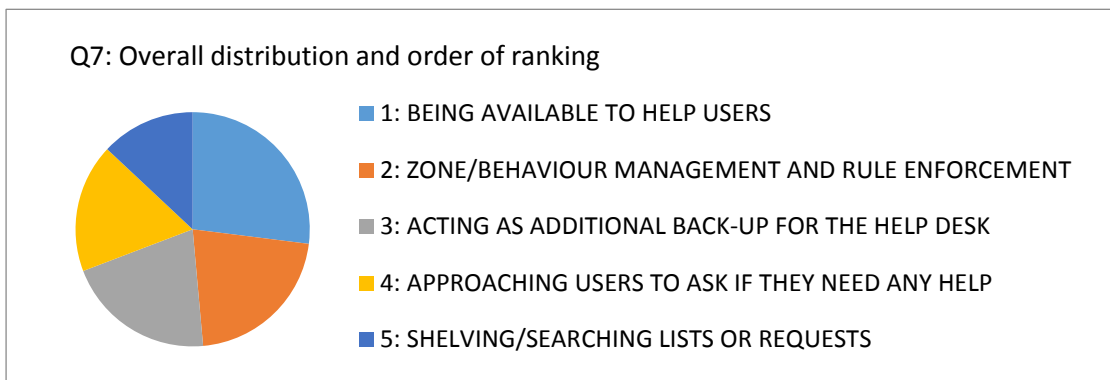 Q7: Overall distribution and order of ranking
1: BEING AVAILABLE TO HELP USERS
2: ZONE/BEHAVIOUR MANAGEMENT AND RULE ENFORCEMENT
3: ACTING AS ADDITIONAL BACK-UP FOR THE HELP DESK
4: APPROACHING USERS TO ASK IF THEY NEED ANY HELP
5: SHELVING/SEARCHING LISTS OR REQUESTS